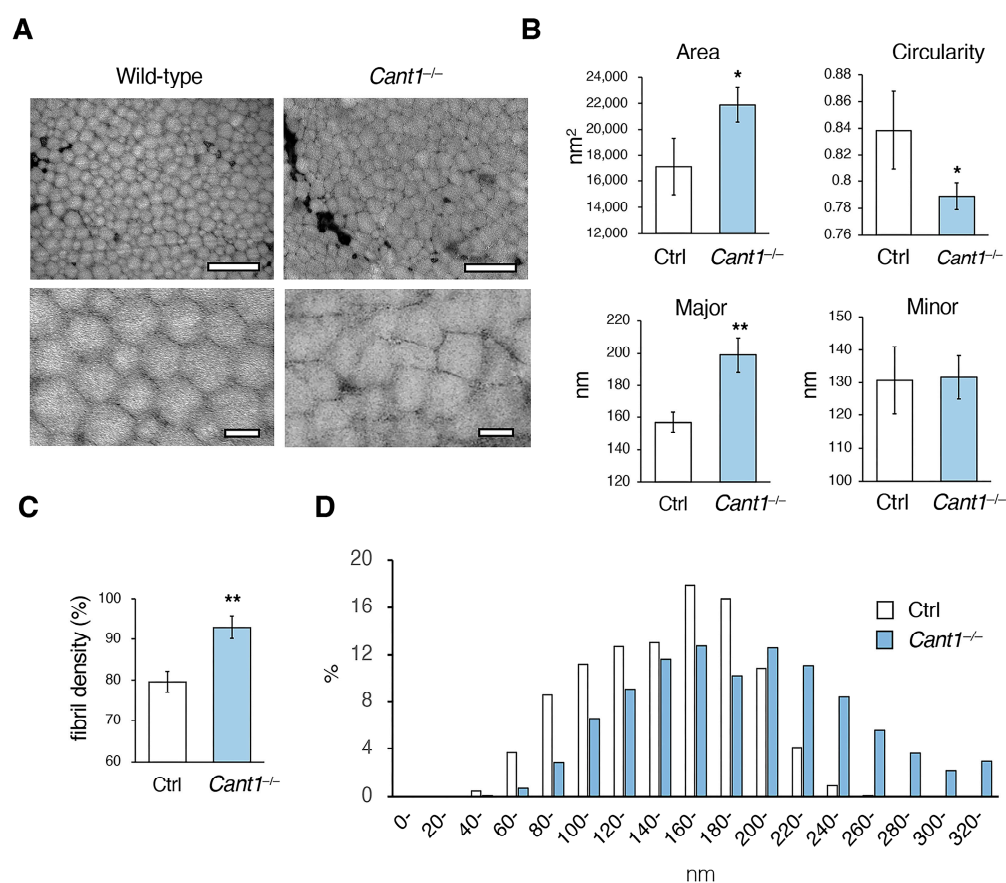 A
Wild-type
Cant1–/–
B
Area
nm2
24,000
22,000
20,000
18,000
16,000
14,000
12,000
*
Ctrl
Cant1–/–
Circularity
0.88
0.84
0.82
0.8
0.78
0.76
*
Ctrl
Cant1–/–
Major
nm
220
200
180
160
140
120
**
Ctrl
Cant1–/–
Minor
nm
150
140
130
120
110
100
Ctrl
Cant1–/–
C
fibril density (%)
100
90
80
70
60
**
Ctrl
Cant1–/–
D
%
20
16
12
8
4
0
Ctrl
Cant1–/–
0- 20- 40- 60- 80- 100- 120- 140- 160- 180- 200- 220- 240- 260- 280- 300- 320-
nm